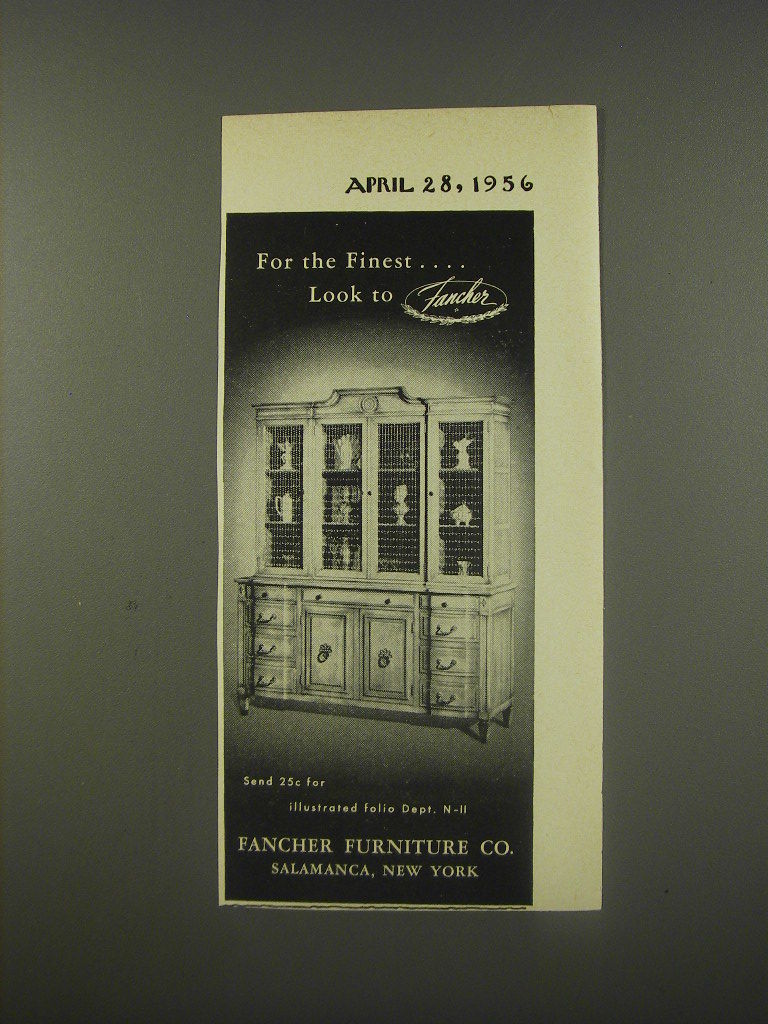 APRIL 28, 1956
For the Finest ....
Look to Fancher
Send 25c for
illustrated folio Dept. N-II
FANCHER FURNITURE CO.
SALAMANCA, NEW YORK